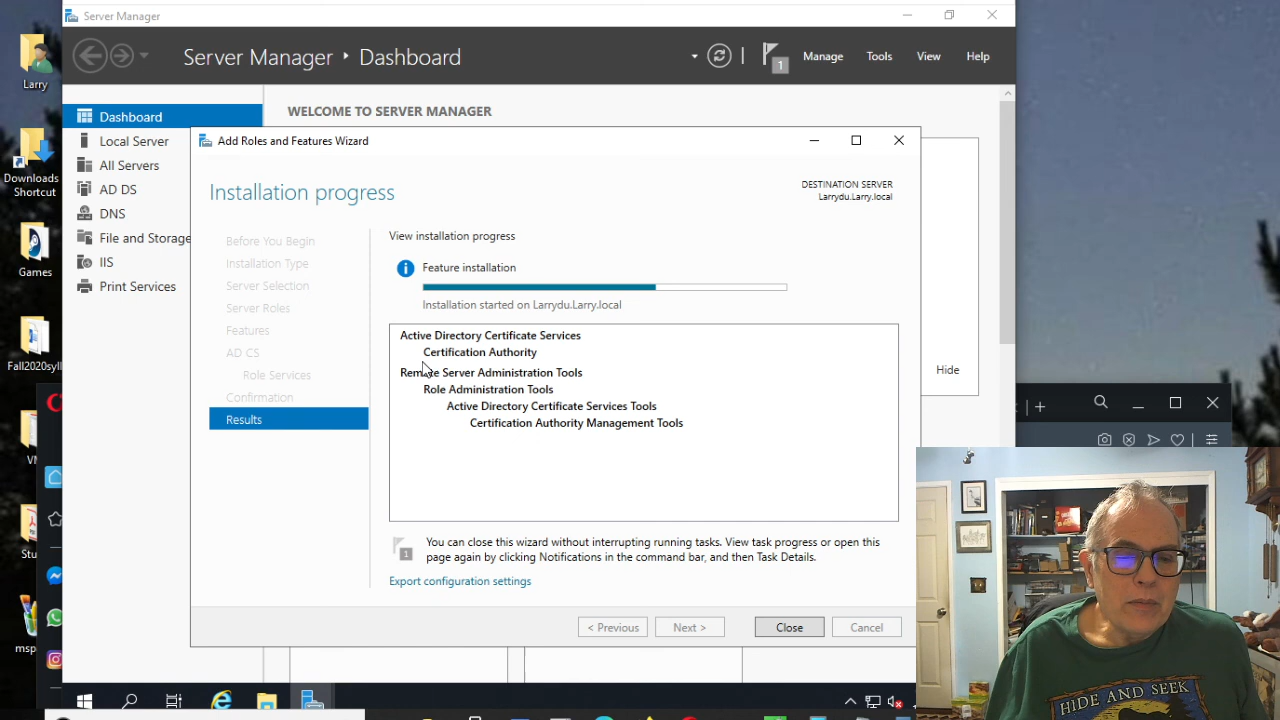 Server Manager
Server Manager
Dashboard
1
Manage
Tools
View
Help
Larry
Downloads
Shortcut
Games
Fall2020syll
VM
Stu
msp
Dashboard
Local Server
All Servers
AD DS
DNS
File and Storage
IIS
Print Services
WELCOME TO SERVER MANAGER
Hide
Add Roles and Features Wizard
Installation progress
DESTINATION SERVER
Larrydu.Larry.local
Before You Begin
Installation Type
Server Selection
Server Roles
Features
AD CS
Role Services
Confirmation
Results
View installation progress
Feature installation
Installation started on Larrydu.Larry.local
Active Directory Certificate Services
Certification Authority
Remote Server Administration Tools
Role Administration Tools
Active Directory Certificate Services Tools
Certification Authority Management Tools
1
You can close this wizard without interrupting running tasks. View task progress or open this
page again by clicking Notifications in the command bar, and then Task Details.
Export configuration settings
< Previous
Next >
Close
Cancel
HIDE AND SEEK